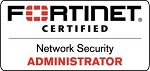 FORTINET
CERTIFIED
Network Security
ADMINISTRATOR